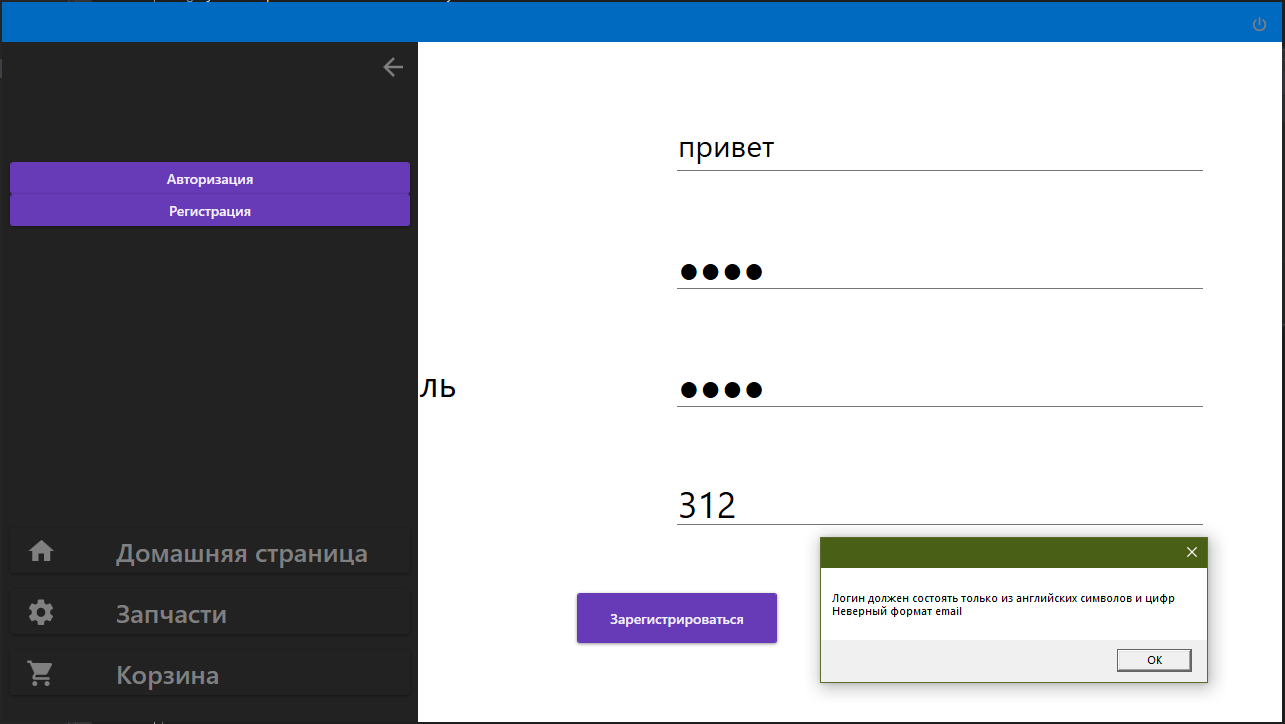 Авторизация
Регистрация
привет
●●●●
ль
●●●●
312
Зарегистрироваться
Логин должен состоять только из английских символов и цифр
Неверный формат email
OK
Домашняя страница
Запчасти
Корзина